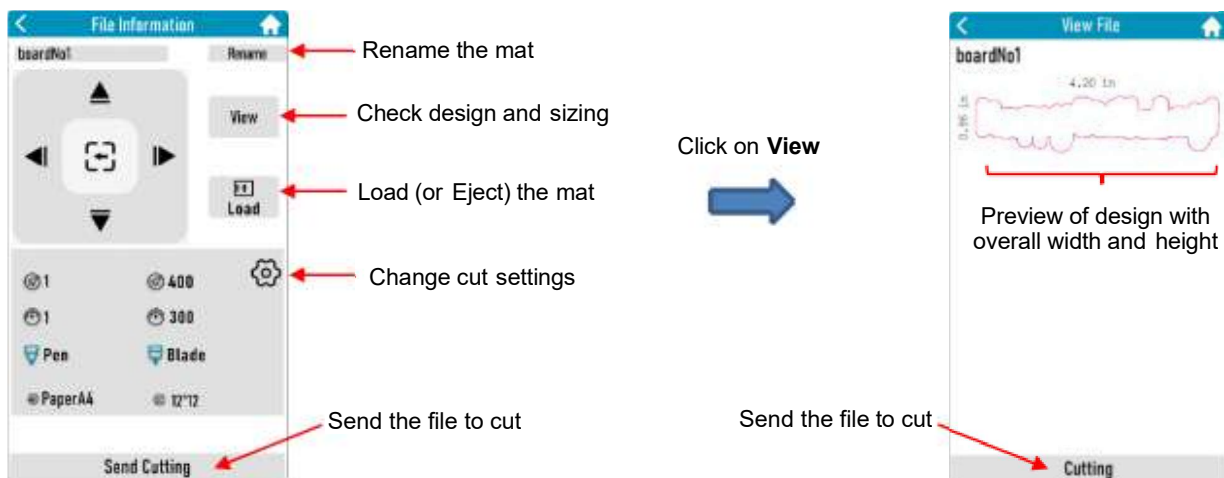 File Information
boardNo1
Rename
View
Load
1
400
1
300
Pen
Blade
PaperA4
12"12
Send Cutting
Rename the mat
Check design and sizing
Load (or Eject) the mat
Change cut settings
Send the file to cut
Click on View
View File
boardNo1
4.20 in
0.96 in
Preview of design with
overall width and height
Send the file to cut
Cutting